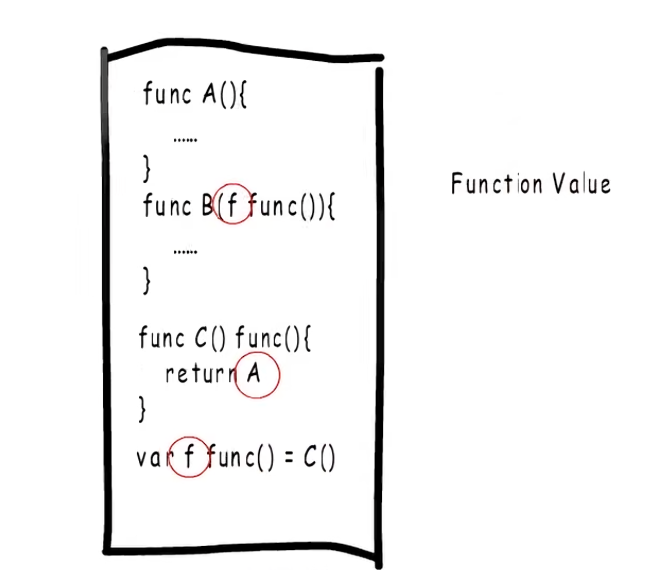 func A(){
......
}
func B(f func()){
......
}
func C() func(){
return A
}
var f func() = C()
Function Value